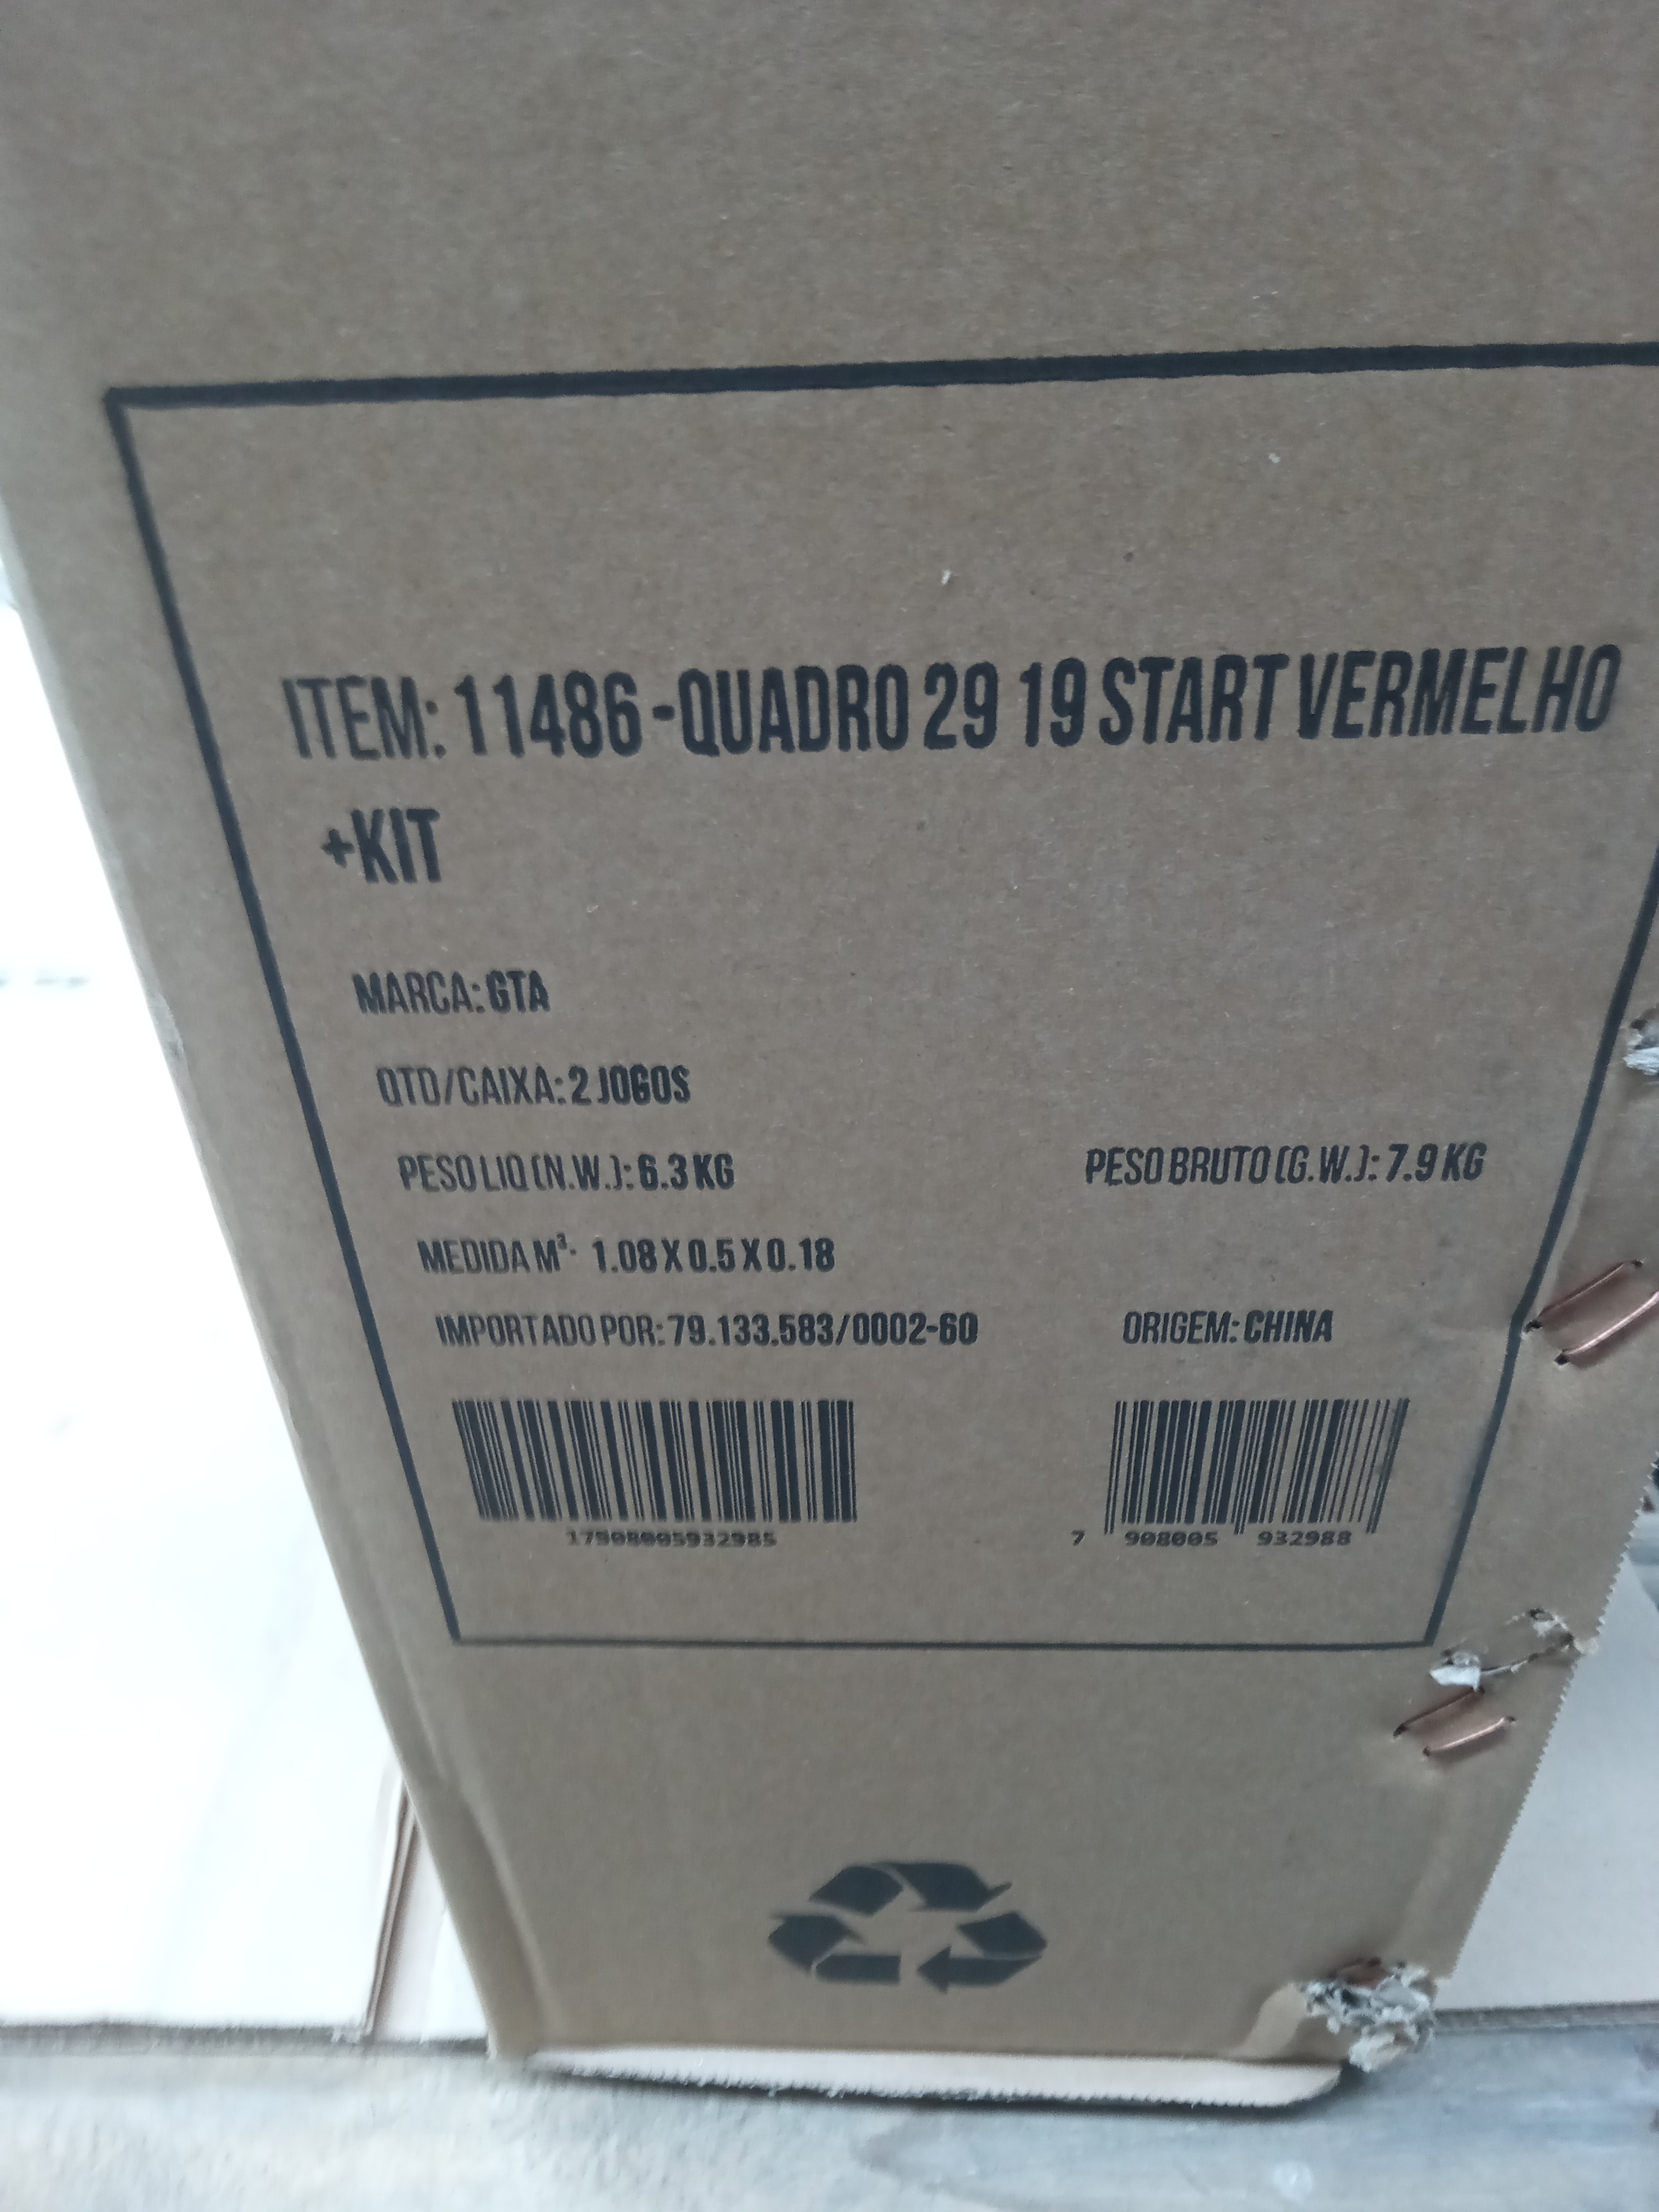 ITEM: 11486 -QUADRO 29 19 START VERMELHO
+KIT
MARCA: GTA
QTD/CAIXA: 2 JOGOS
PESO LIQ (N.W.): 6.3 KG
PESO BRUTO (G.W.): 7.9 KG
MEDIDA M³: 1.08 X 0.5 X 0.18
IMPORTADO POR: 79.133.583/0002-60
ORIGEM: CHINA
17908005932985
7 908005 932988